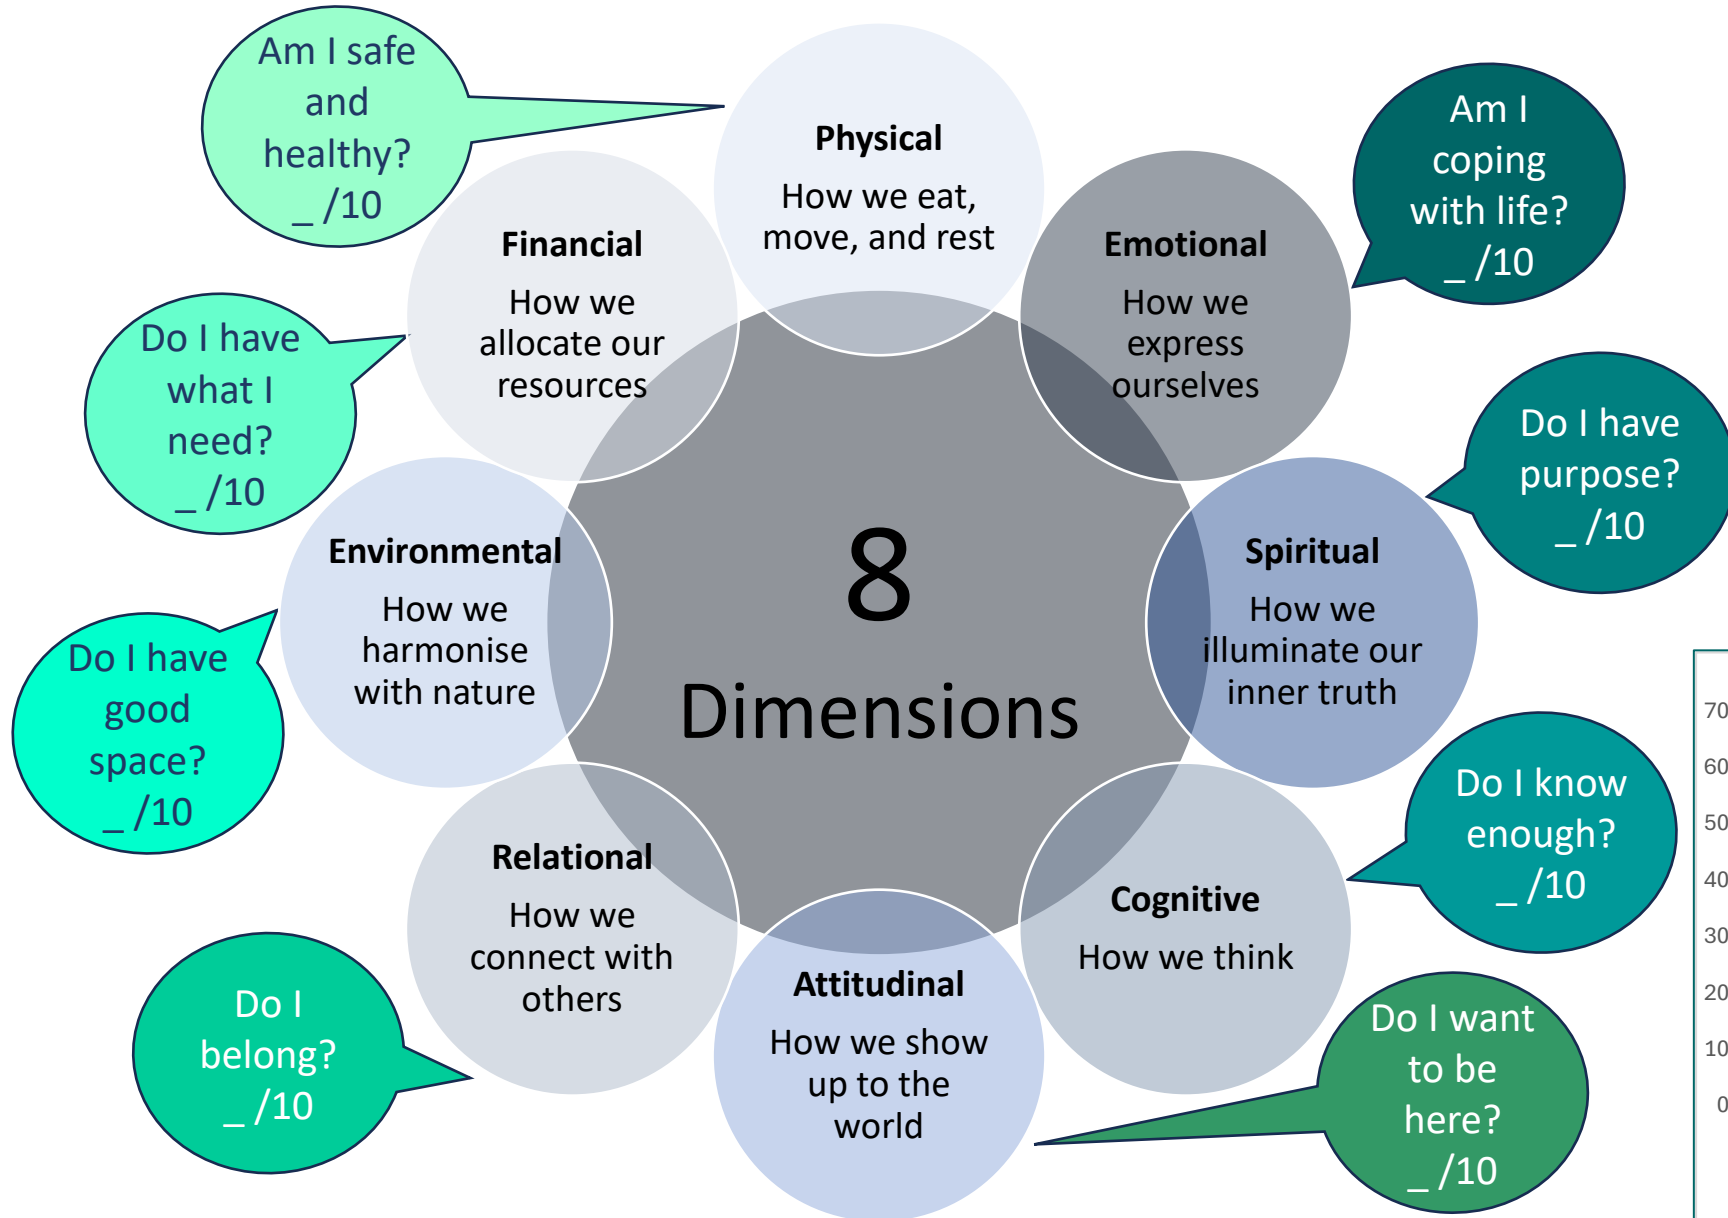 Am I safe
and
healthy?
_ /10
Physical
How we eat,
move, and rest
Am I
coping
with life?
_ /10
Emotional
How we
express
ourselves
Do I have
purpose?
_ /10
Spiritual
How we
illuminate our
inner truth
Do I know
enough?
_ /10
Cognitive
How we think
Do I want
to be
here?
_ /10
Attitudinal
How we show
up to the
world
Do I
belong?
_ /10
Relational
How we
connect with
others
Do I have
good
space?
_ /10
Environmental
How we
harmonise
with nature
Do I have
what I
need?
_ /10
Financial
How we
allocate our
resources
8
Dimensions
70
60
50
40
30
20
10
0